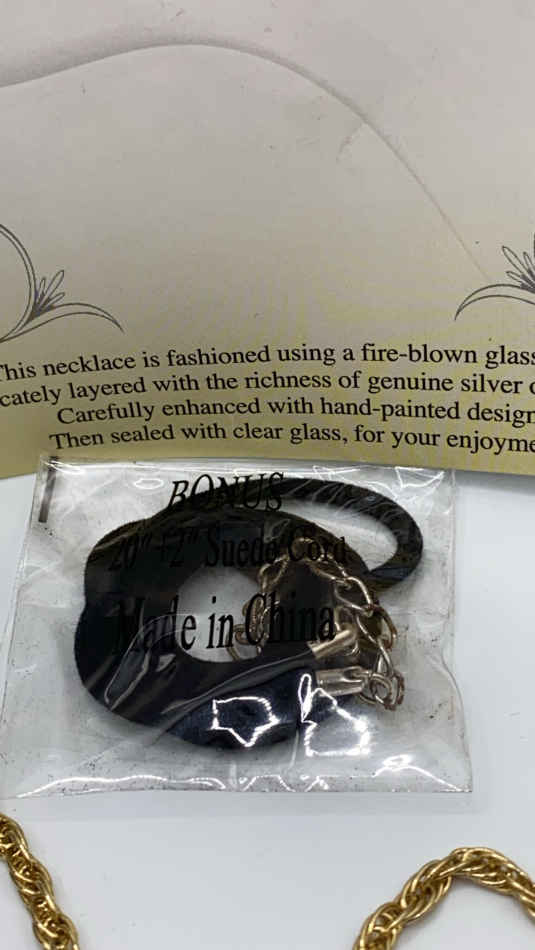 This necklace is fashioned using a fire-blown glass
cately layered with the richness of genuine silver o
Carefully enhanced with hand-painted design
Then sealed with clear glass, for your enjoyme
BONUS
20"+2" Suede Cord
Made in China